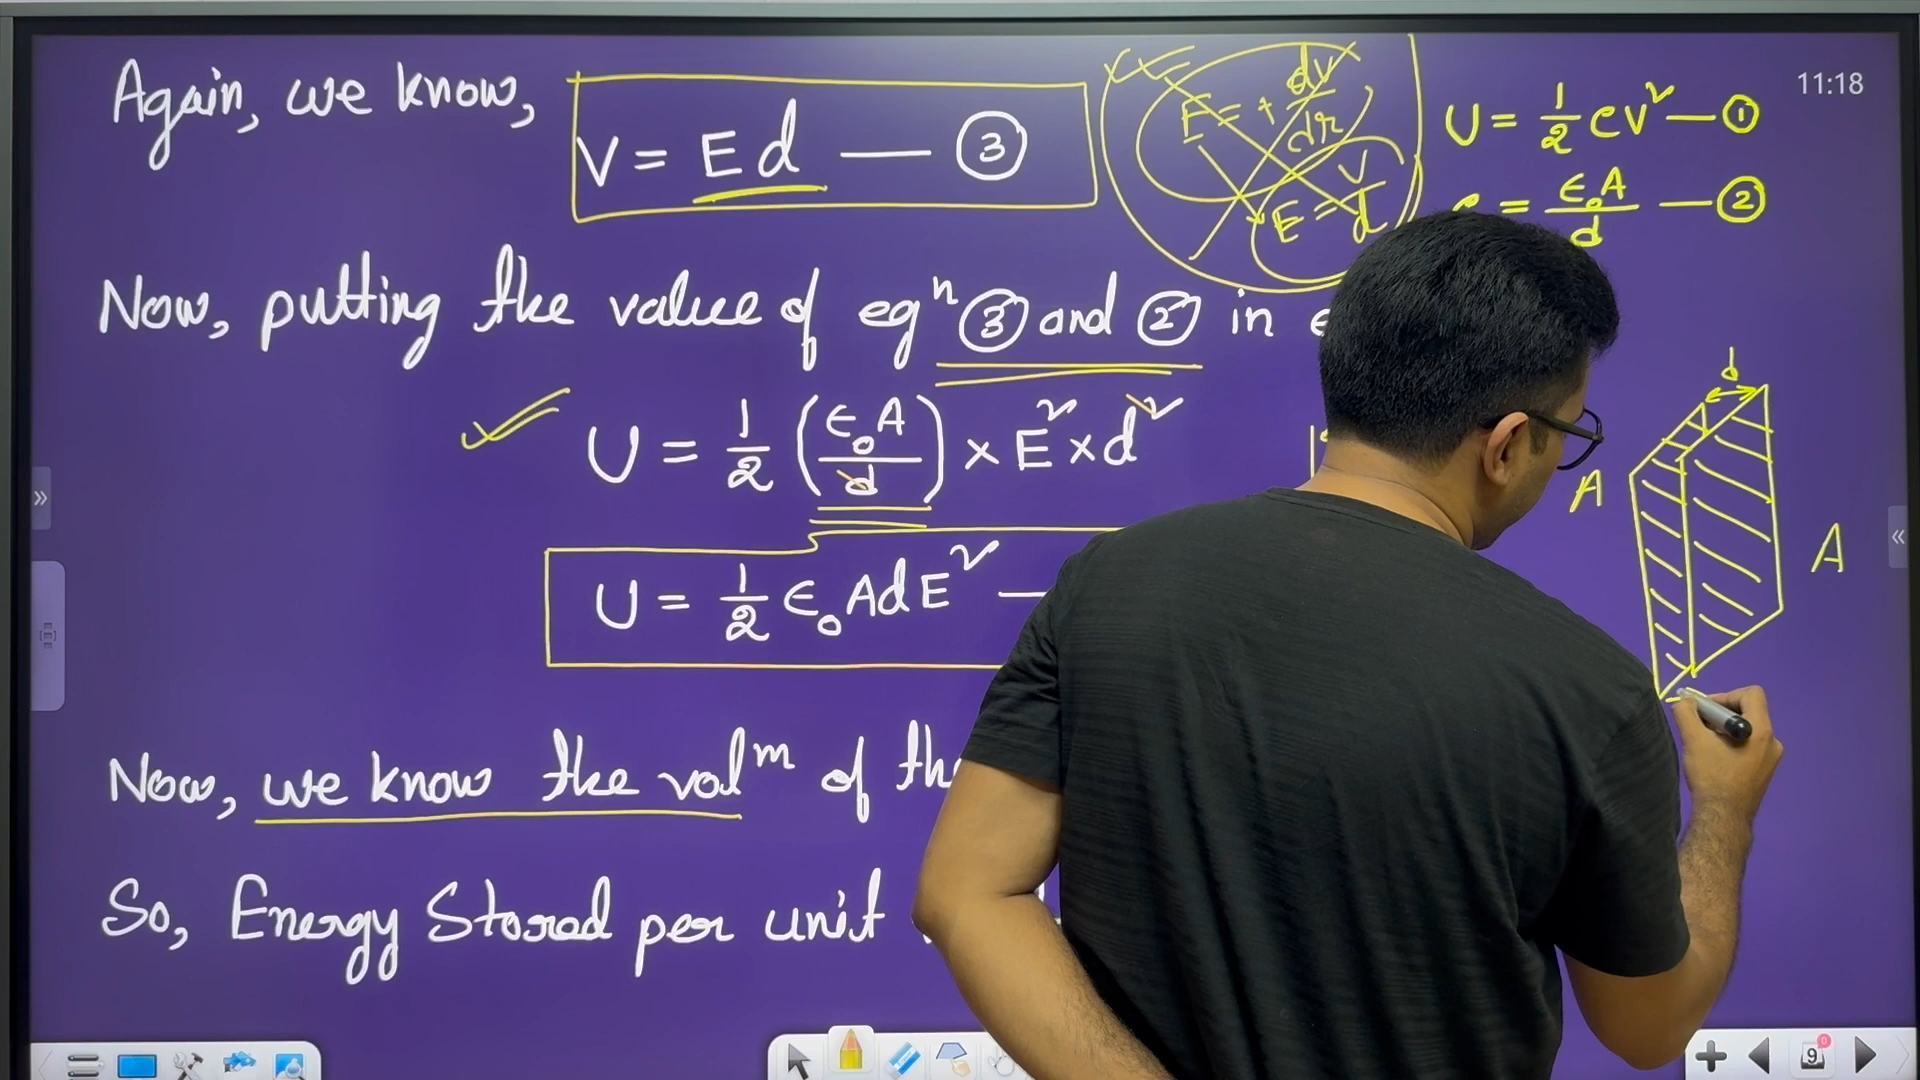 Again, we know, V = Ed — ③
E = + dv/dr
E = V/d
11:18
U = 1/2 CV² — ①
= ϵ₀A/d — ②
Now, putting the value of eqⁿ ③ and ② in
U = 1/2 (ϵ₀A/d) × E² × d²
U = 1/2 ϵ₀ AdE² —
d
A
A
Now, we know the volᵐ of
So, Energy Stored per unit
9